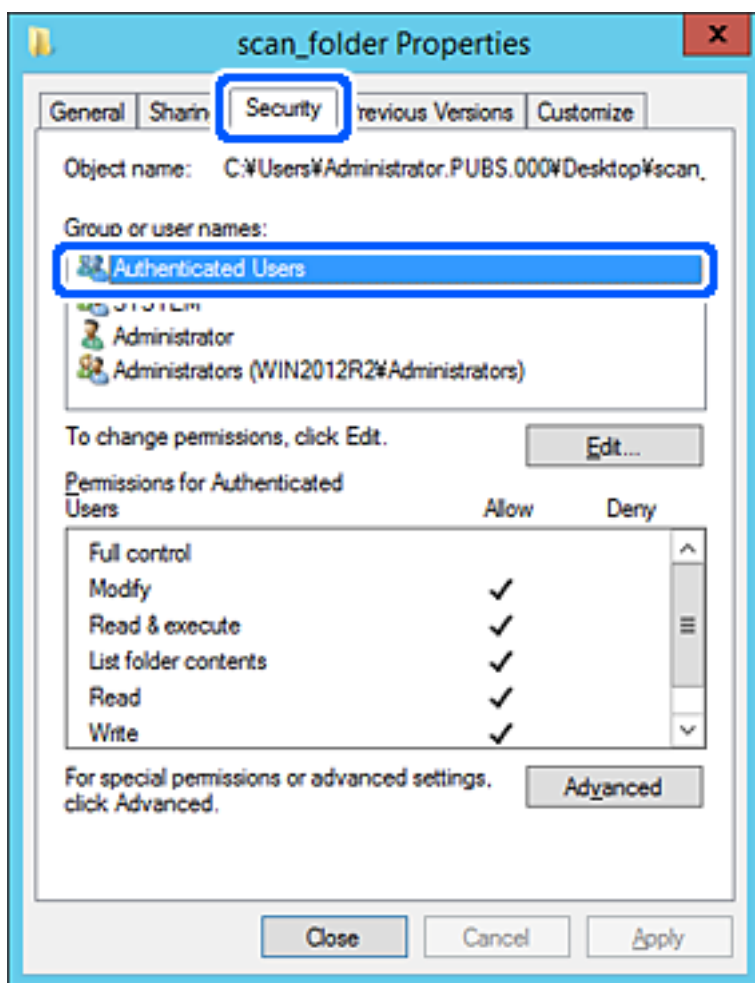 scan_folder Properties
x
General Security Previous Versions Customize
Object name: C:¥Users¥Administrator.PUBS.000¥Desktop¥scan_
Group or user names:
Authenticated Users
SYSTEM
Administrator
Administrators (WIN2012R2¥Administrators)
To change permissions, click Edit.
Edit...
Permissions for Authenticated
Users Allow Deny
Full control
Modify
Read & execute
List folder contents
Read
Write
For special permissions or advanced settings,
click Advanced.
Advanced
Close Cancel Apply